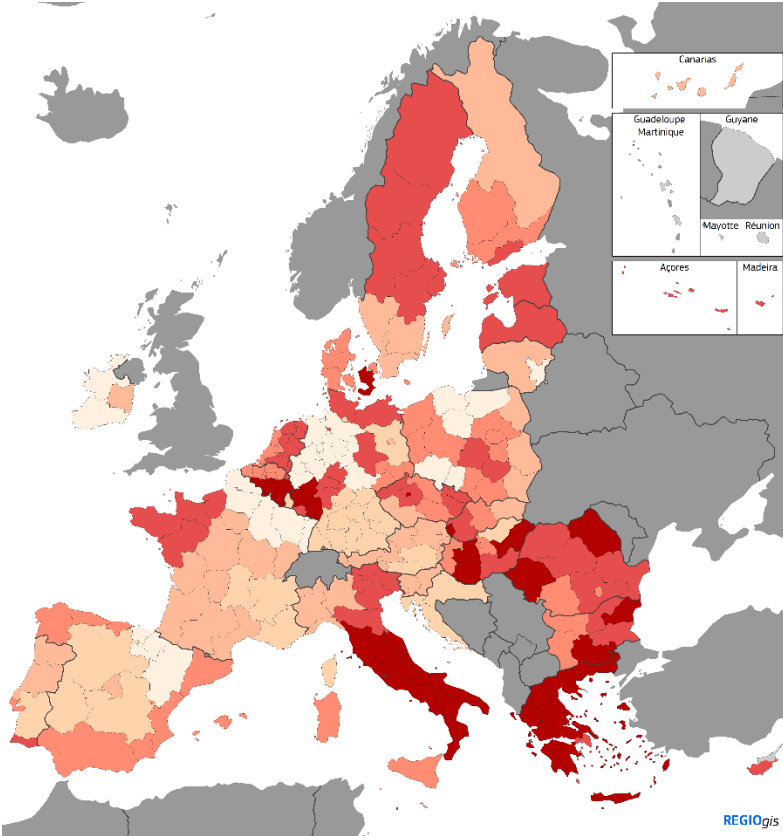 Canarias
Guadeloupe
Martinique
Guyane
Mayotte
Réunion
Açores
Madeira
REGIOgis